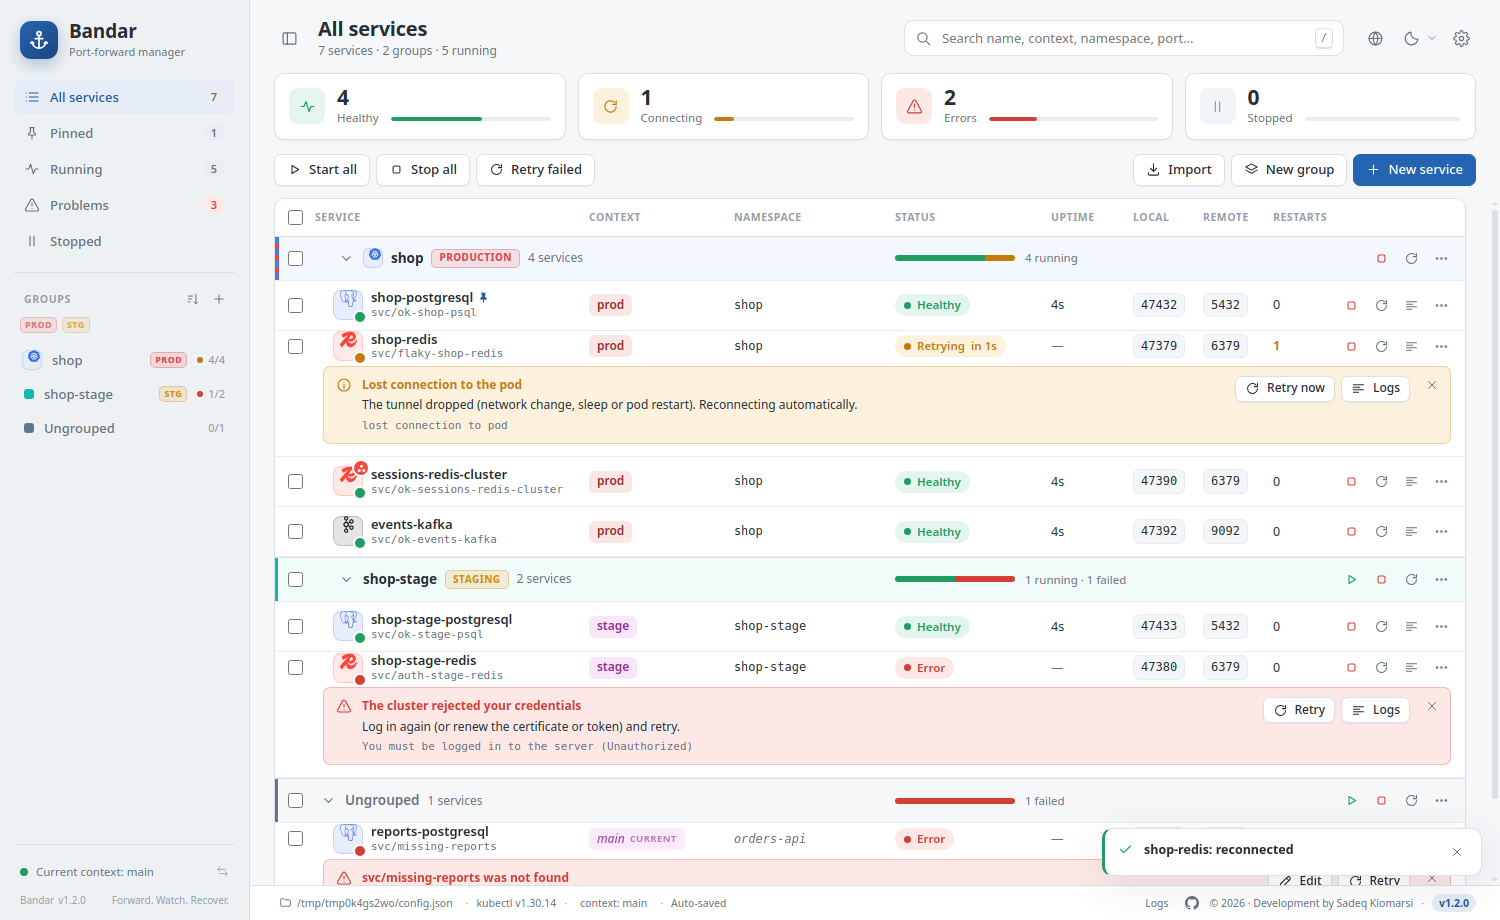 Bandar
Port-forward manager
All services 7
Pinned 1
Running 5
Problems 3
Stopped
GROUPS
PROD STG
shop PROD 4/4
shop-stage STG 1/2
Ungrouped 0/1
Current context: main
Bandar v1.2.0 Forward. Watch. Recover.
All services
7 services · 2 groups · 5 running
Search name, context, namespace, port... /
4 Healthy
1 Connecting
2 Errors
0 Stopped
Start all Stop all Retry failed Import New group New service
SERVICE CONTEXT NAMESPACE STATUS UPTIME LOCAL REMOTE RESTARTS
shop PRODUCTION 4 services 4 running
shop-postgresql
svc/ok-shop-psql prod shop Healthy 4s 47432 5432 0
shop-redis
svc/flaky-shop-redis prod shop Retrying in 1s — 47379 6379 1
Lost connection to the pod Retry now Logs
The tunnel dropped (network change, sleep or pod restart). Reconnecting automatically.
lost connection to pod
sessions-redis-cluster
svc/ok-sessions-redis-cluster prod shop Healthy 4s 47390 6379 0
events-kafka
svc/ok-events-kafka prod shop Healthy 4s 47392 9092 0
shop-stage STAGING 2 services 1 running · 1 failed
shop-stage-postgresql
svc/ok-stage-psql stage shop-stage Healthy 4s 47433 5432 0
shop-stage-redis
svc/auth-stage-redis stage shop-stage Error — 47380 6379 0
The cluster rejected your credentials Retry Logs
Log in again (or renew the certificate or token) and retry.
You must be logged in to the server (Unauthorized)
Ungrouped 1 services 1 failed
reports-postgresql
svc/missing-reports main CURRENT orders-api Error —
svc/missing-reports was not found Edit Retry
shop-redis: reconnected
/tmp/tmp0k4gs2wo/config.json · kubectl v1.30.14 · context: main · Auto-saved Logs © 2026 · Development by Sadeq Kiomarsi · v1.2.0